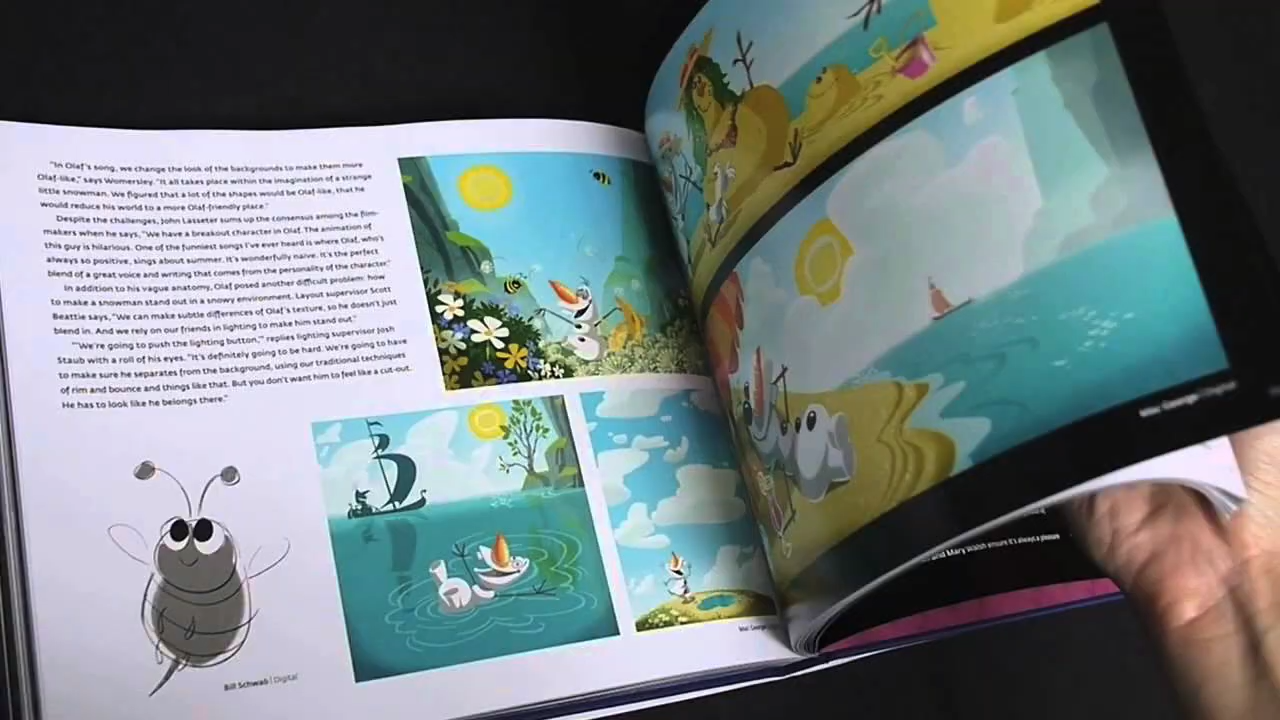 "In Olaf's song, we change the look of the backgrounds to make them more
Olaf-like," says Womersley. "It all takes place within the imagination of a strange
little snowman. We figured that a lot of the shapes would be Olaf-like, that he
would reduce his world to a more Olaf-friendly place."
Despite the challenges, John Lasseter sums up the consensus among the film-
makers when he says, "We have a breakout character in Olaf. The animation of
this guy is hilarious. One of the funniest songs I've ever heard is where Olaf, who's
always so positive, sings about summer. It's wonderfully naive. It's the perfect
blend of a great voice and writing that comes from the personality of the character."
In addition to his vague anatomy, Olaf posed another difficult problem: how
to make a snowman stand out in a snowy environment. Layout supervisor Scott
Beattie says, "We can make subtle differences of Olaf's texture, so he doesn't just
blend in. And we rely on our friends in lighting to make him stand out."
"'We're going to push the lighting button,'" replies lighting supervisor Josh
Staub with a roll of his eyes. "It's definitely going to be hard. We're going to have
to make sure he separates from the background, using our traditional techniques
of rim and bounce and things like that. But you don't want him to feel like a cut-out.
He has to look like he belongs there."
Bill Schwab | Digital
Mac George
Mac George | Digital
and Mary Walsh ensure it's always a pleasure